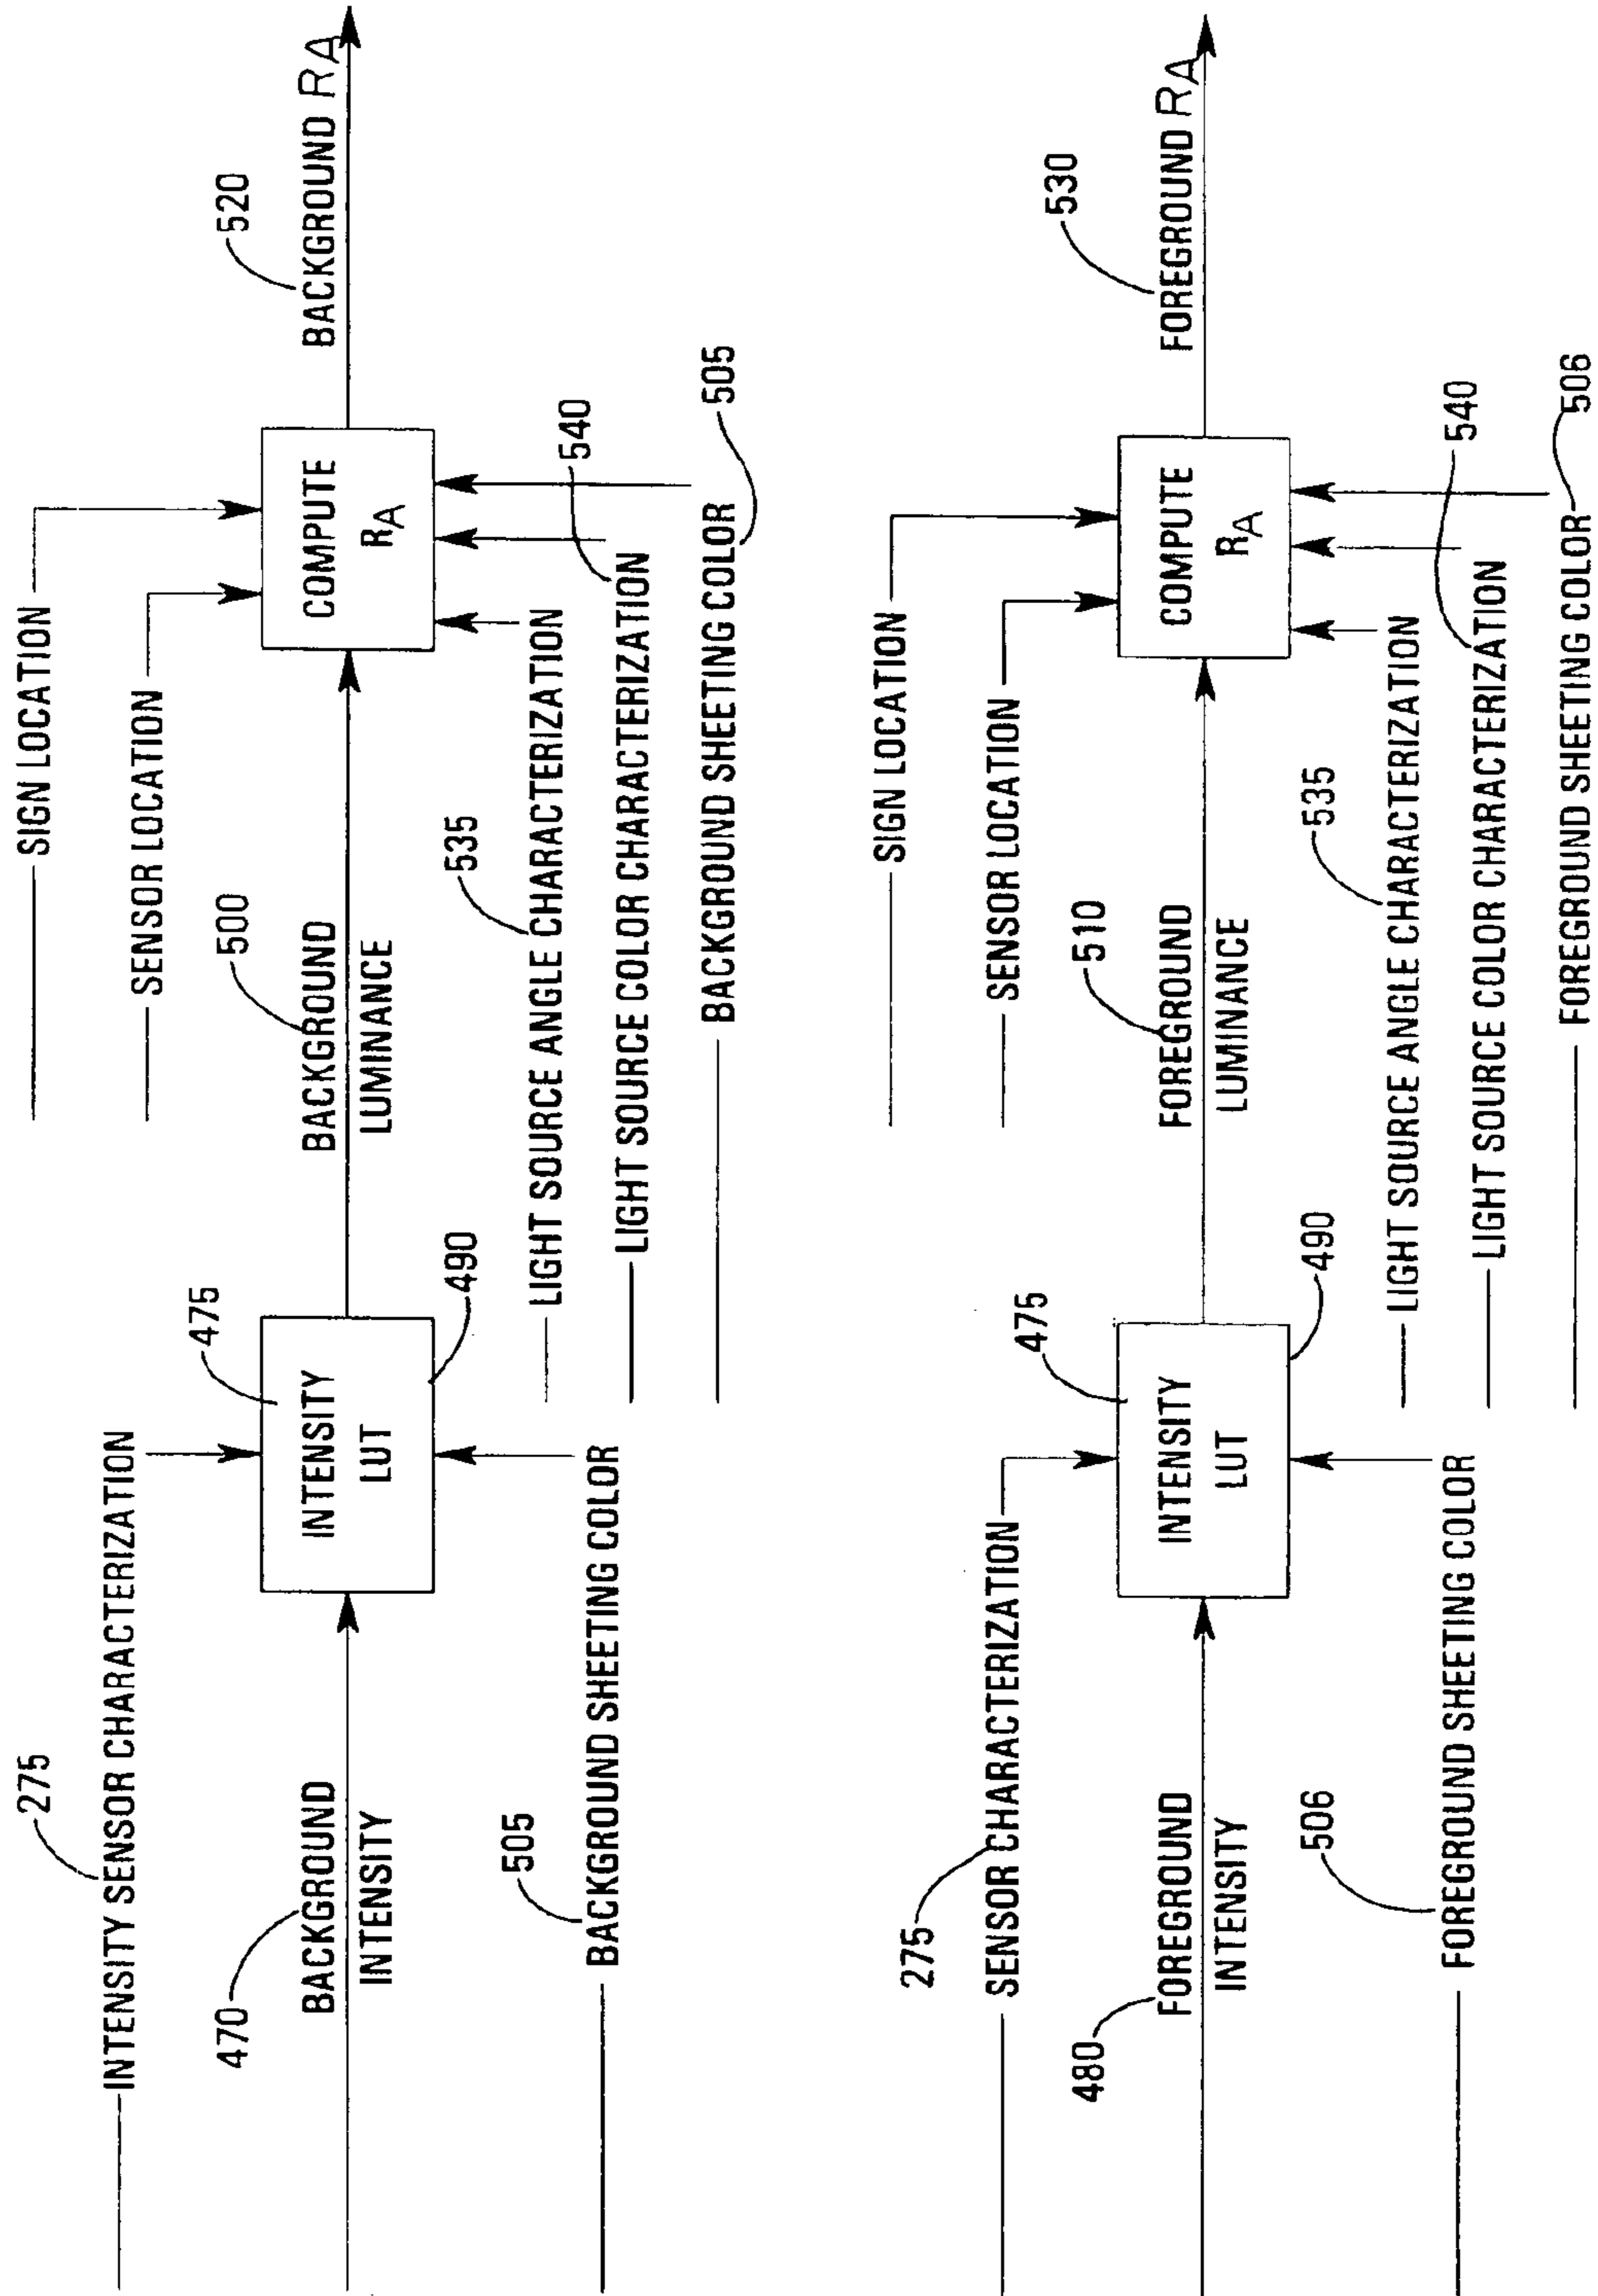 275
INTENSITY SENSOR CHARACTERIZATION
470
BACKGROUND
INTENSITY
505
BACKGROUND SHEETING COLOR
475
INTENSITY
LUT
490
SIGN LOCATION
SENSOR LOCATION
500
BACKGROUND
LUMINANCE
535
LIGHT SOURCE ANGLE CHARACTERIZATION
540
LIGHT SOURCE COLOR CHARACTERIZATION
505
BACKGROUND SHEETING COLOR
COMPUTE
RA
520
BACKGROUND RA
275
SENSOR CHARACTERIZATION
480
FOREGROUND
INTENSITY
506
FOREGROUND SHEETING COLOR
475
INTENSITY
LUT
490
SIGN LOCATION
SENSOR LOCATION
510
FOREGROUND
LUMINANCE
535
LIGHT SOURCE ANGLE CHARACTERIZATION
540
LIGHT SOURCE COLOR CHARACTERIZATION
506
FOREGROUND SHEETING COLOR
COMPUTE
RA
530
FOREGROUND RA